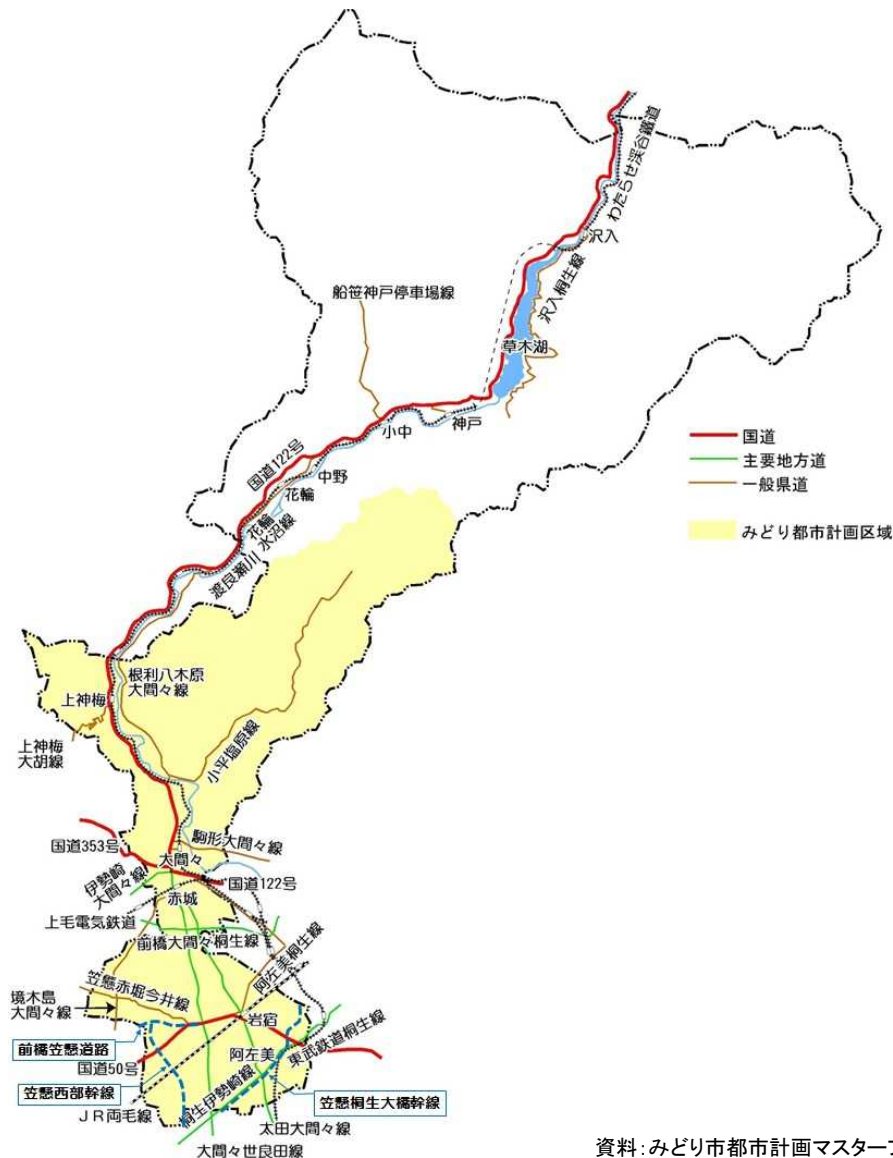 わたらせ渓谷鐵道
沢入
沢入桐生線
船笹神戸停車場線
草木湖
神戸
小中
国道
主要地方道
一般県道
みどり都市計画区域
国道122号
中野
花輪
花輪
水沼線
渡良瀬川
根利八木原
大間々線
上神梅
上神梅
大胡線
小平塩原線
駒形大間々線
国道353号
大間々
伊勢崎
大間々線
国道122号
赤城
上毛電気鉄道
前橋大間々桐生線
阿左美桐生線
笠懸赤堀今井線
境木島
大間々線
岩宿
東武鉄道桐生線
前橋笠懸道路
阿左美
国道50号
笠懸西部幹線
桐生伊勢崎線
笠懸桐生大橋幹線
JR両毛線
太田大間々線
大間々世良田線
資料：みどり市都市計画マスター